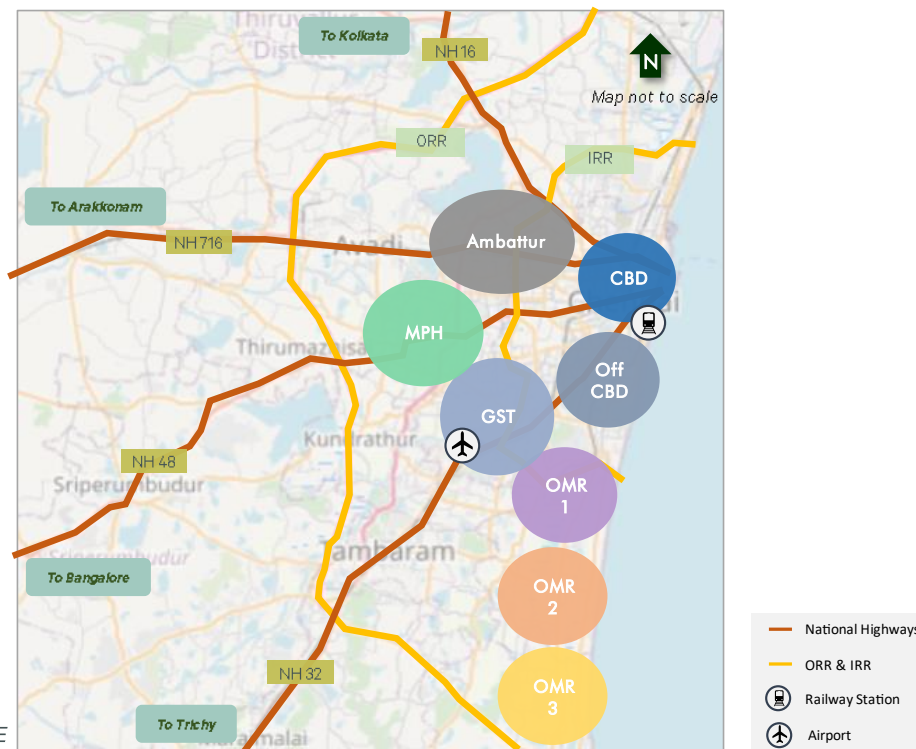 To Kolkata
NH 16
N
Map not to scale
ORR
IRR
To Arakkonam
NH 716
Avadi
Ambattur
CBD
MPH
Off
CBD
GST
Kundrathur
NH 48
Sriperumbudur
OMR
1
Sriperumbudur
Tambaram
To Bangalore
OMR
2
NH 32
OMR
3
To Trichy
National Highways
ORR & IRR
Railway Station
Airport